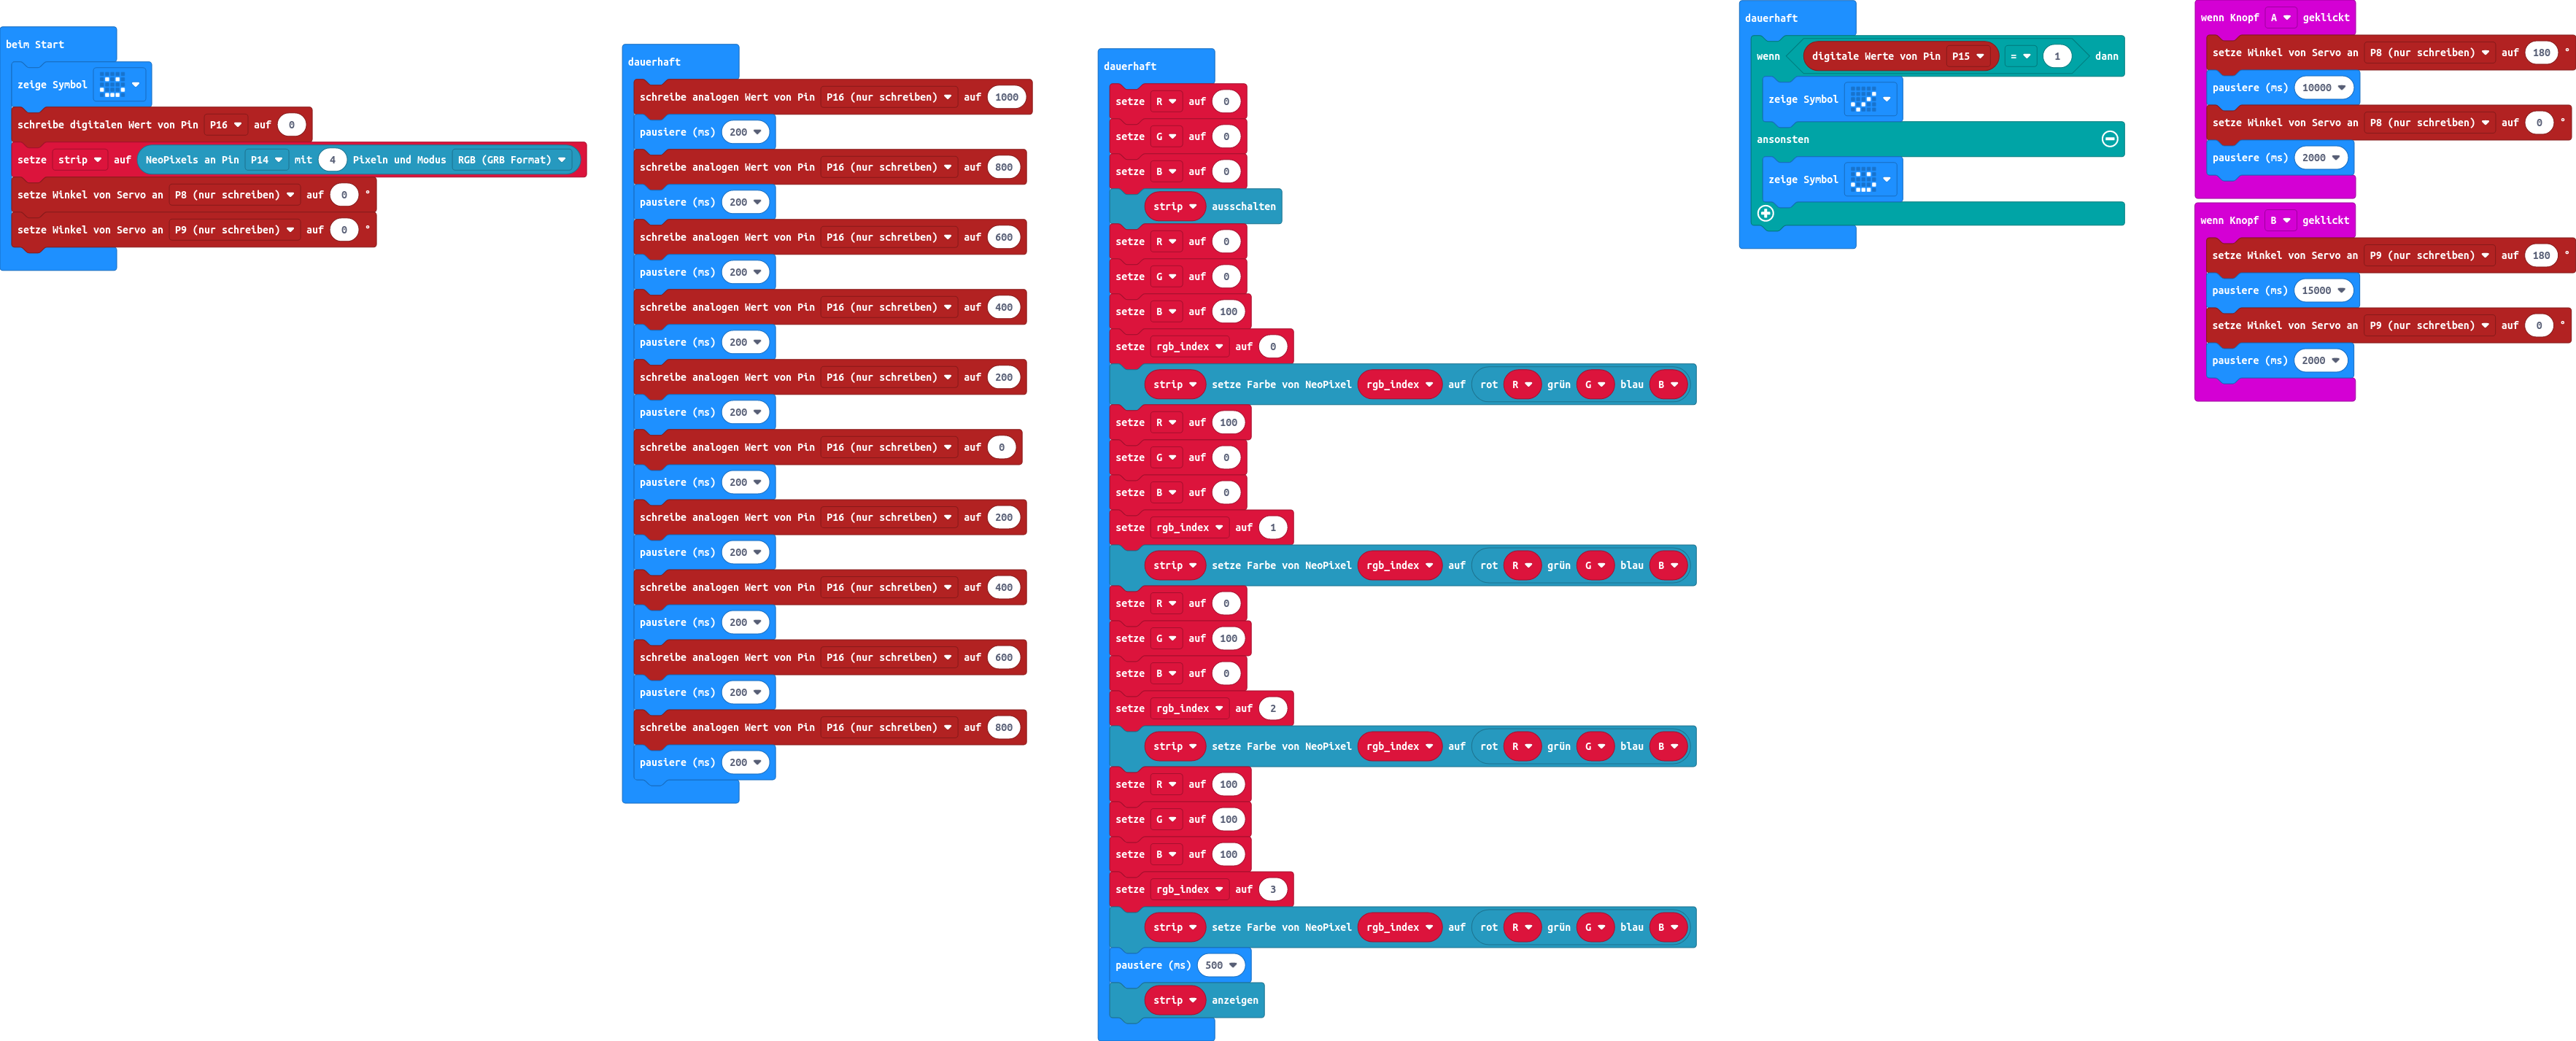 beim Start
zeige Symbol
schreibe digitalen Wert von Pin P16 auf 0
setze strip auf NeoPixels an Pin P14 mit 4 Pixeln und Modus RGB (GRB Format)
setze Winkel von Servo an P8 (nur schreiben) auf 0 °
setze Winkel von Servo an P9 (nur schreiben) auf 0 °
dauerhaft
schreibe analogen Wert von Pin P16 (nur schreiben) auf 1000
pausiere (ms) 200
schreibe analogen Wert von Pin P16 (nur schreiben) auf 800
pausiere (ms) 200
schreibe analogen Wert von Pin P16 (nur schreiben) auf 600
pausiere (ms) 200
schreibe analogen Wert von Pin P16 (nur schreiben) auf 400
pausiere (ms) 200
schreibe analogen Wert von Pin P16 (nur schreiben) auf 200
pausiere (ms) 200
schreibe analogen Wert von Pin P16 (nur schreiben) auf 0
pausiere (ms) 200
schreibe analogen Wert von Pin P16 (nur schreiben) auf 200
pausiere (ms) 200
schreibe analogen Wert von Pin P16 (nur schreiben) auf 400
pausiere (ms) 200
schreibe analogen Wert von Pin P16 (nur schreiben) auf 600
pausiere (ms) 200
schreibe analogen Wert von Pin P16 (nur schreiben) auf 800
pausiere (ms) 200
dauerhaft
setze R auf 0
setze G auf 0
setze B auf 0
strip ausschalten
setze R auf 0
setze G auf 0
setze B auf 100
setze rgb_index auf 0
strip setze Farbe von NeoPixel rgb_index auf rot R grün G blau B
setze R auf 100
setze G auf 0
setze B auf 0
setze rgb_index auf 1
strip setze Farbe von NeoPixel rgb_index auf rot R grün G blau B
setze R auf 0
setze G auf 100
setze B auf 0
setze rgb_index auf 2
strip setze Farbe von NeoPixel rgb_index auf rot R grün G blau B
setze R auf 100
setze G auf 100
setze B auf 100
setze rgb_index auf 3
strip setze Farbe von NeoPixel rgb_index auf rot R grün G blau B
pausiere (ms) 500
strip anzeigen
dauerhaft
wenn digitale Werte von Pin P15 = 1 dann
zeige Symbol
ansonsten
zeige Symbol
wenn Knopf A geklickt
setze Winkel von Servo an P8 (nur schreiben) auf 180 °
pausiere (ms) 10000
setze Winkel von Servo an P8 (nur schreiben) auf 0 °
pausiere (ms) 2000
wenn Knopf B geklickt
setze Winkel von Servo an P9 (nur schreiben) auf 180 °
pausiere (ms) 15000
setze Winkel von Servo an P9 (nur schreiben) auf 0 °
pausiere (ms) 2000